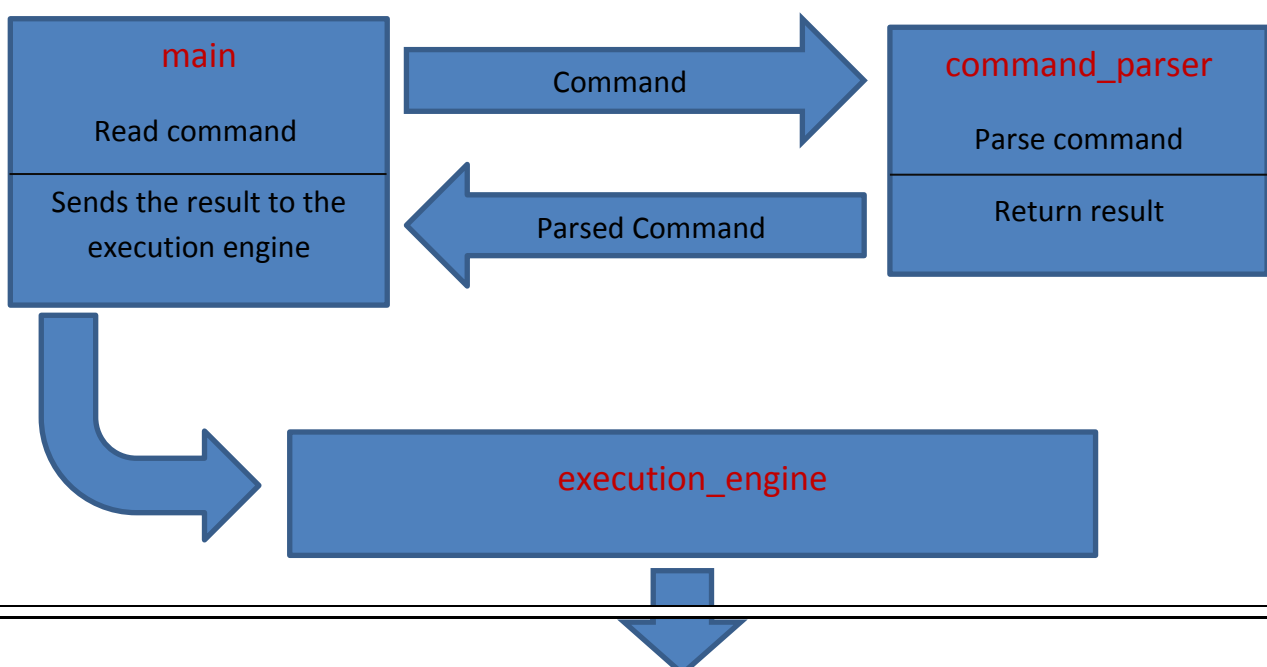 main
Read command
Sends the result to the
execution engine
Command
Parsed Command
command_parser
Parse command
Return result
execution_engine